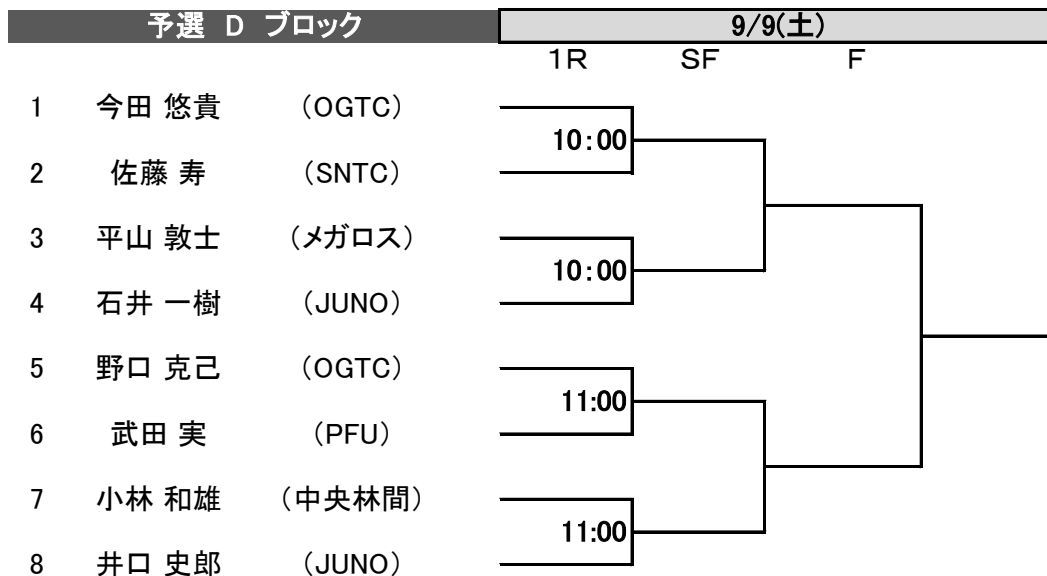 予選 D ブロック 9/9(土)
1R SF F
1 今田 悠貴 （OGTC）
10:00
2 佐藤 寿 （SNTC）
3 平山 敦士 （メガロス）
10:00
4 石井 一樹 （JUNO）
5 野口 克己 （OGTC）
11:00
6 武田 実 （PFU）
7 小林 和雄 （中央林間）
11:00
8 井口 史郎 （JUNO）